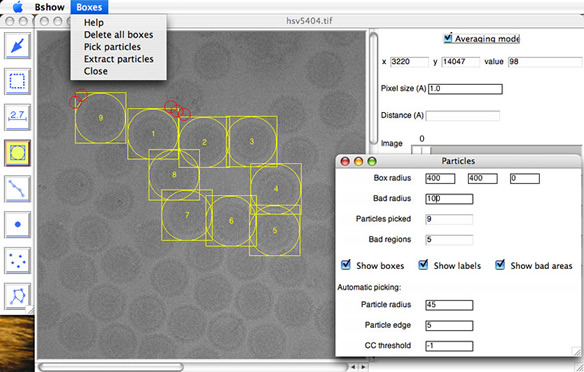 Bshow Boxes
hsv5404.tif
Help
Delete all boxes
Pick particles
Extract particles
Close
Averaging mode
x 3220 y 14047 value 98
Pixel size (A) 1.0
Distance (A)
Image 0
2.7
9
1
2
3
8
4
7
6
5
Particles
Box radius 400 400 0
Bad radius 100
Particles picked 9
Bad regions 5
Show boxes Show labels Show bad areas
Automatic picking:
Particle radius 45
Particle edge 5
CC threshold -1